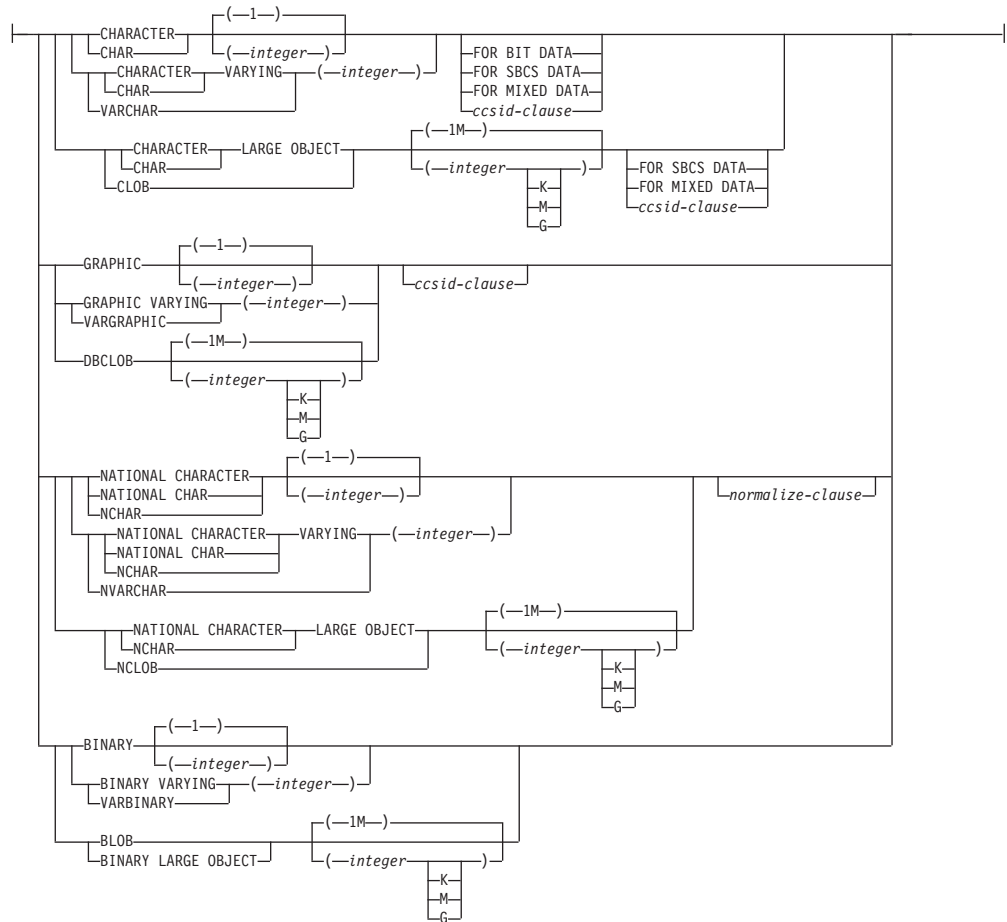 ( 1 )
CHARACTER
CHAR
( integer )
CHARACTER VARYING ( integer )
CHAR
VARCHAR
FOR BIT DATA
FOR SBCS DATA
FOR MIXED DATA
ccsid-clause
( 1M )
CHARACTER LARGE OBJECT
CHAR
CLOB
( integer )
K
M
G
FOR SBCS DATA
FOR MIXED DATA
ccsid-clause
( 1 )
GRAPHIC
( integer )
ccsid-clause
GRAPHIC VARYING ( integer )
VARGRAPHIC
( 1M )
DBCLOB
( integer )
K
M
G
( 1 )
NATIONAL CHARACTER
NATIONAL CHAR
NCHAR
( integer )
normalize-clause
NATIONAL CHARACTER VARYING ( integer )
NATIONAL CHAR
NCHAR
NVARCHAR
( 1M )
NATIONAL CHARACTER LARGE OBJECT
NCHAR
NCLOB
( integer )
K
M
G
( 1 )
BINARY
( integer )
BINARY VARYING ( integer )
VARBINARY
( 1M )
BLOB
BINARY LARGE OBJECT
( integer )
K
M
G